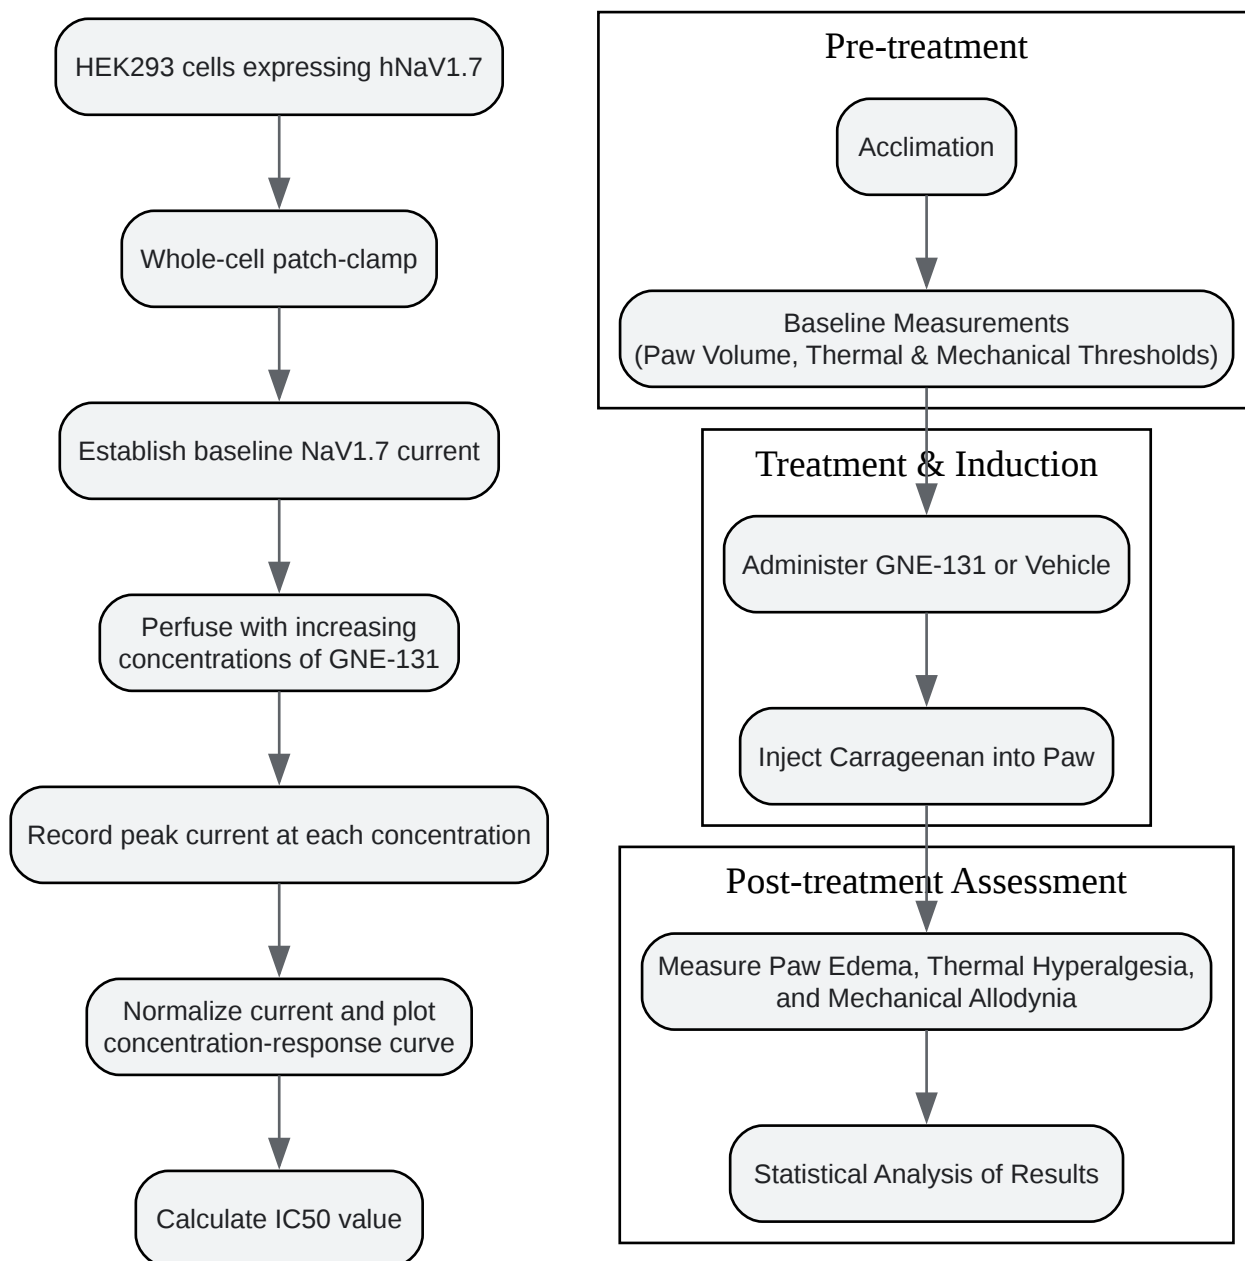 HEK293 cells expressing hNaV1.7
Whole-cell patch-clamp
Establish baseline NaV1.7 current
Perfuse with increasing
concentrations of GNE-131
Record peak current at each concentration
Normalize current and plot
concentration-response curve
Calculate IC50 value
Pre-treatment
Acclimation
Baseline Measurements
(Paw Volume, Thermal & Mechanical Thresholds)
Treatment & Induction
Administer GNE-131 or Vehicle
Inject Carrageenan into Paw
Post-treatment Assessment
Measure Paw Edema, Thermal Hyperalgesia,
and Mechanical Allodynia
Statistical Analysis of Results